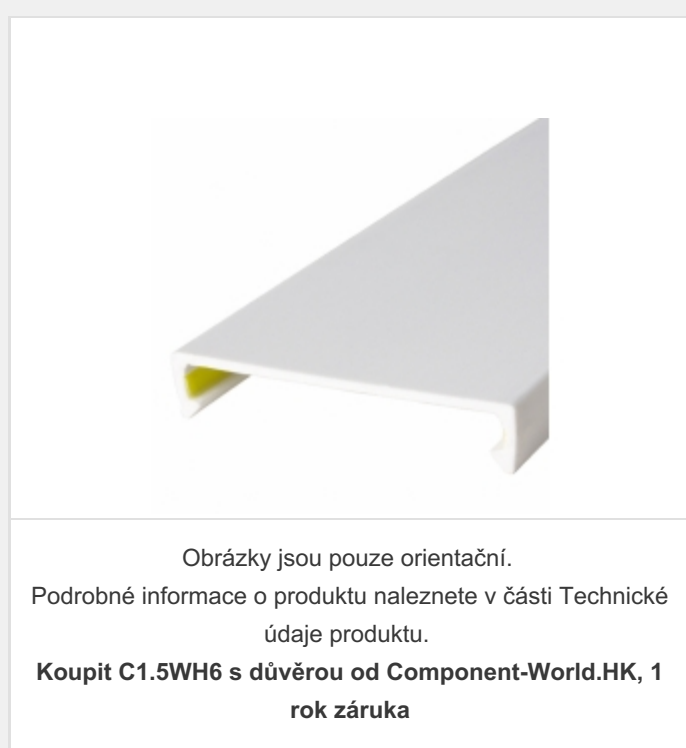 Obrázky jsou pouze orientační.
Podrobné informace o produktu naleznete v části Technické
údaje produktu.
Koupit C1.5WH6 s důvěrou od Component-World.HK, 1
rok záruka